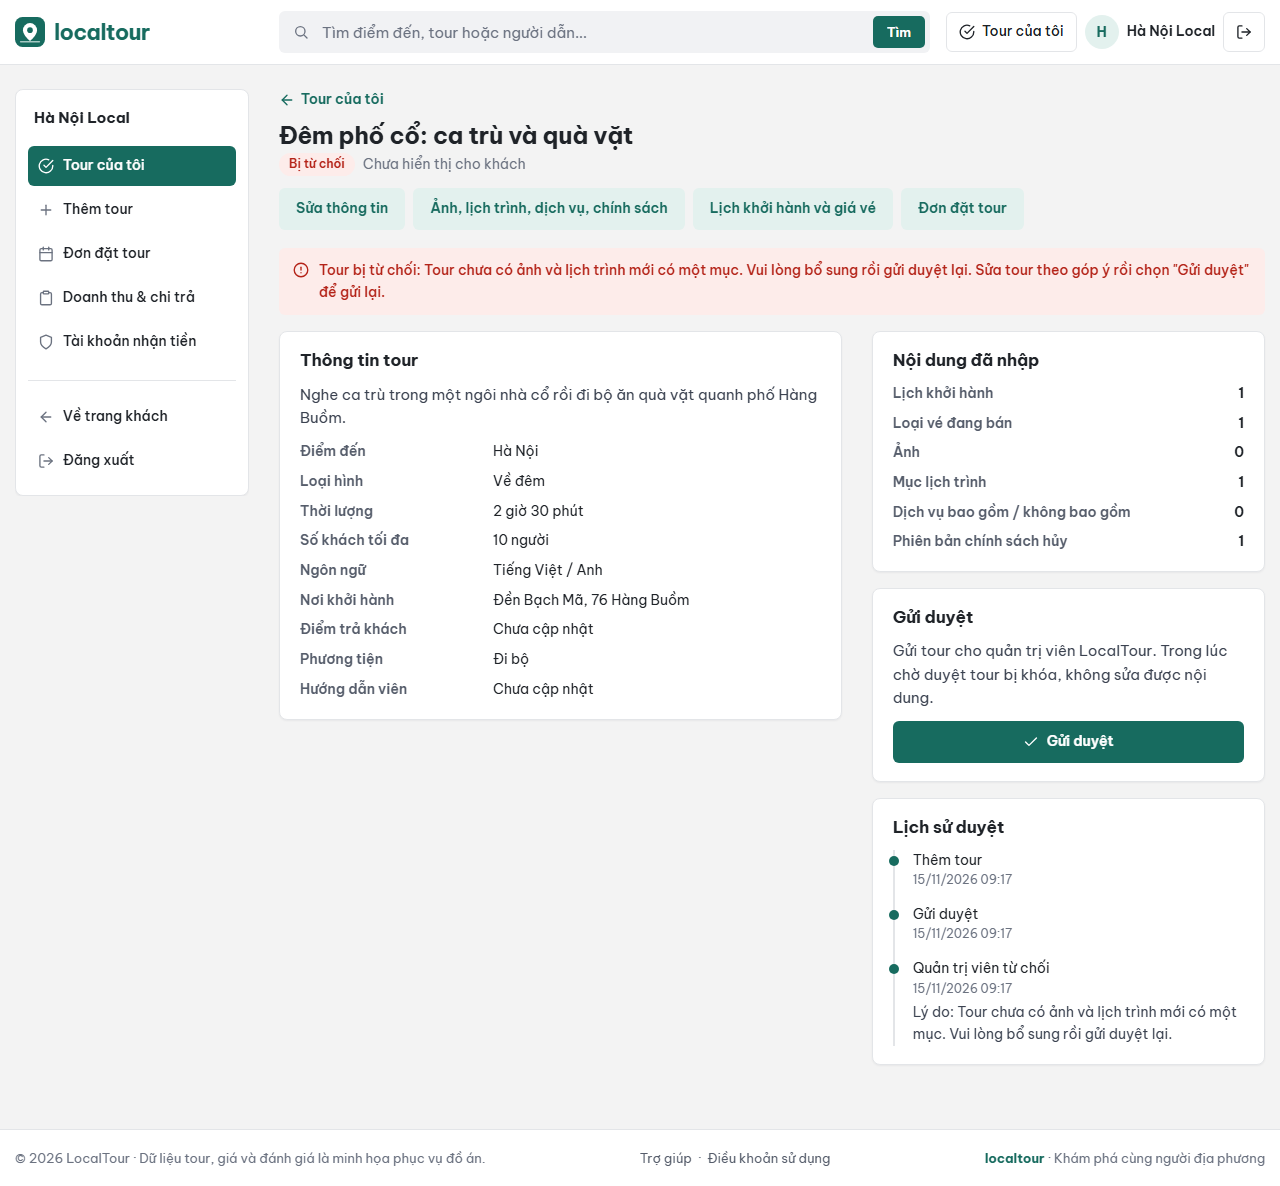 localtour
Tìm điểm đến, tour hoặc người dẫn...
Tìm
Tour của tôi
H
Hà Nội Local
Hà Nội Local
Tour của tôi
Thêm tour
Đơn đặt tour
Doanh thu & chi trả
Tài khoản nhận tiền
Về trang khách
Đăng xuất
Tour của tôi
Đêm phố cổ: ca trù và quà vặt
Bị từ chối
Chưa hiển thị cho khách
Sửa thông tin
Ảnh, lịch trình, dịch vụ, chính sách
Lịch khởi hành và giá vé
Đơn đặt tour
Tour bị từ chối: Tour chưa có ảnh và lịch trình mới có một mục. Vui lòng bổ sung rồi gửi duyệt lại. Sửa tour theo góp ý rồi chọn "Gửi duyệt"
để gửi lại.
Thông tin tour
Nghe ca trù trong một ngôi nhà cổ rồi đi bộ ăn quà vặt quanh phố Hàng
Buồm.
Điểm đến Hà Nội
Loại hình Về đêm
Thời lượng 2 giờ 30 phút
Số khách tối đa 10 người
Ngôn ngữ Tiếng Việt / Anh
Nơi khởi hành Đền Bạch Mã, 76 Hàng Buồm
Điểm trả khách Chưa cập nhật
Phương tiện Đi bộ
Hướng dẫn viên Chưa cập nhật
Nội dung đã nhập
Lịch khởi hành 1
Loại vé đang bán 1
Ảnh 0
Mục lịch trình 1
Dịch vụ bao gồm / không bao gồm 0
Phiên bản chính sách hủy 1
Gửi duyệt
Gửi tour cho quản trị viên LocalTour. Trong lúc
chờ duyệt tour bị khóa, không sửa được nội
dung.
Gửi duyệt
Lịch sử duyệt
Thêm tour
15/11/2026 09:17
Gửi duyệt
15/11/2026 09:17
Quản trị viên từ chối
15/11/2026 09:17
Lý do: Tour chưa có ảnh và lịch trình mới có một
mục. Vui lòng bổ sung rồi gửi duyệt lại.
© 2026 LocalTour · Dữ liệu tour, giá và đánh giá là minh họa phục vụ đồ án.
Trợ giúp · Điều khoản sử dụng
localtour · Khám phá cùng người địa phương